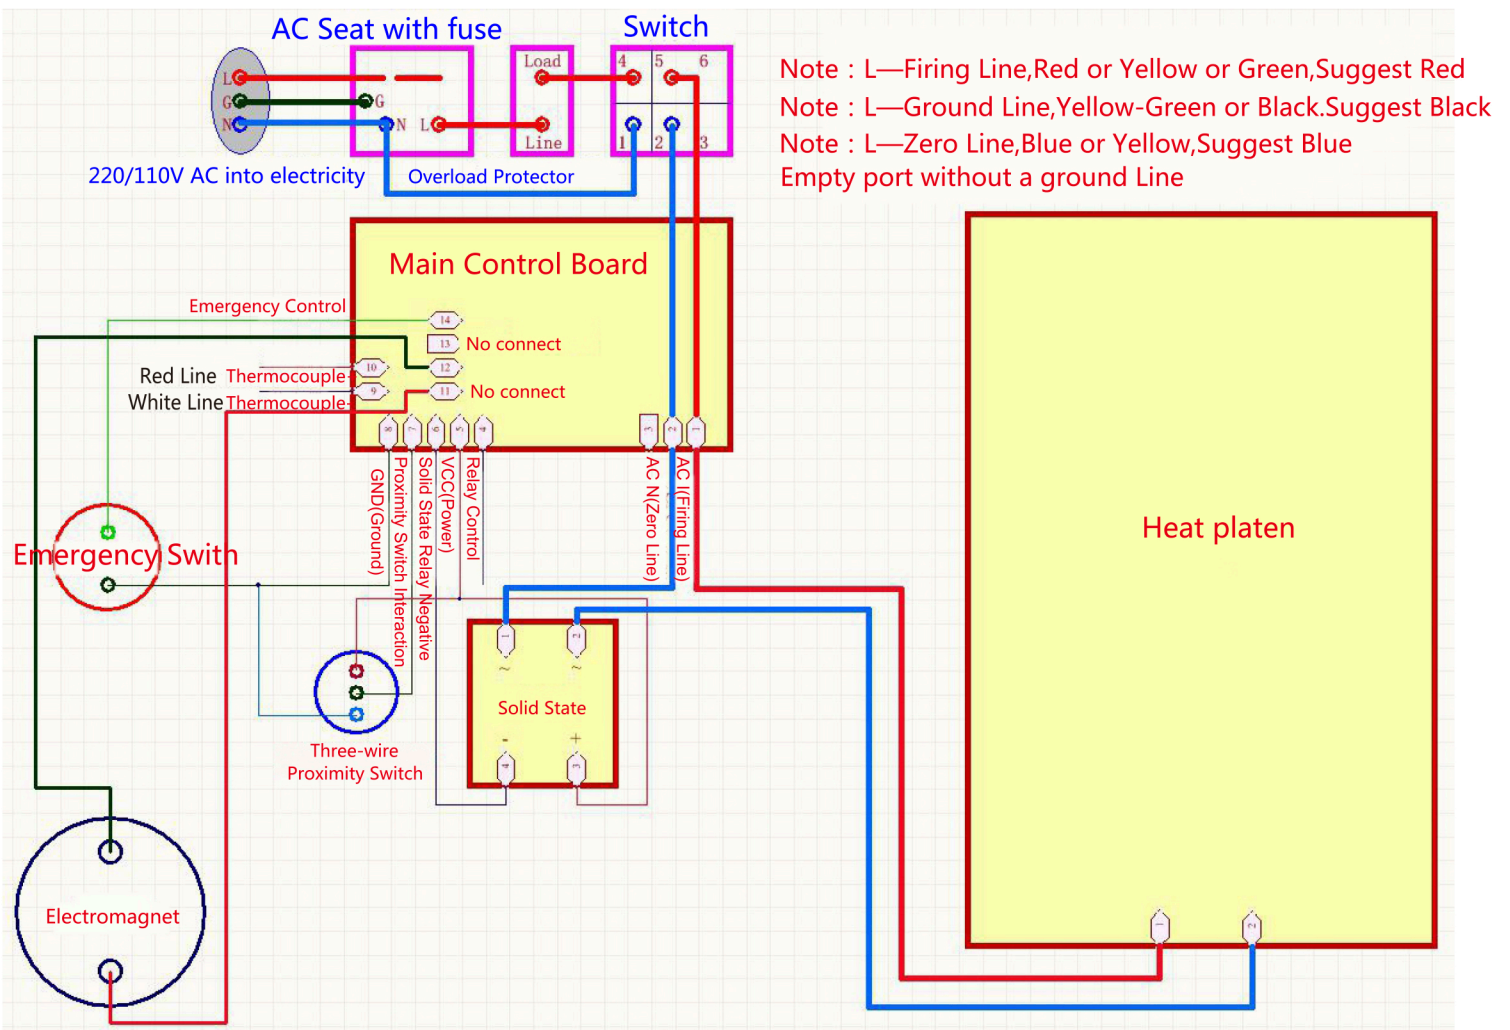 AC Seat with fuse
Switch
L
G
N
G
N
L
Load
Line
4
5
6
1
2
3
220/110V AC into electricity
Overload Protector
Note : L—Firing Line,Red or Yellow or Green,Suggest Red
Note : L—Ground Line,Yellow-Green or Black.Suggest Black
Note : L—Zero Line,Blue or Yellow,Suggest Blue
Empty port without a ground Line
Main Control Board
Emergency Control
14
13
No connect
12
10
Red Line
Thermocouple
11
No connect
9
White Line
Thermocouple
8
7
6
5
4
3
2
1
GND(Ground)
Proximity Switch Interaction
Solid State Relay Negative
VCC(Power)
Relay Control
AC N(Zero Line)
AC I(Firing Line)
Heat platen
Emergency Swith
1
2
~
~
Solid State
-
+
4
3
Three-wire
Proximity Switch
Electromagnet
1
2